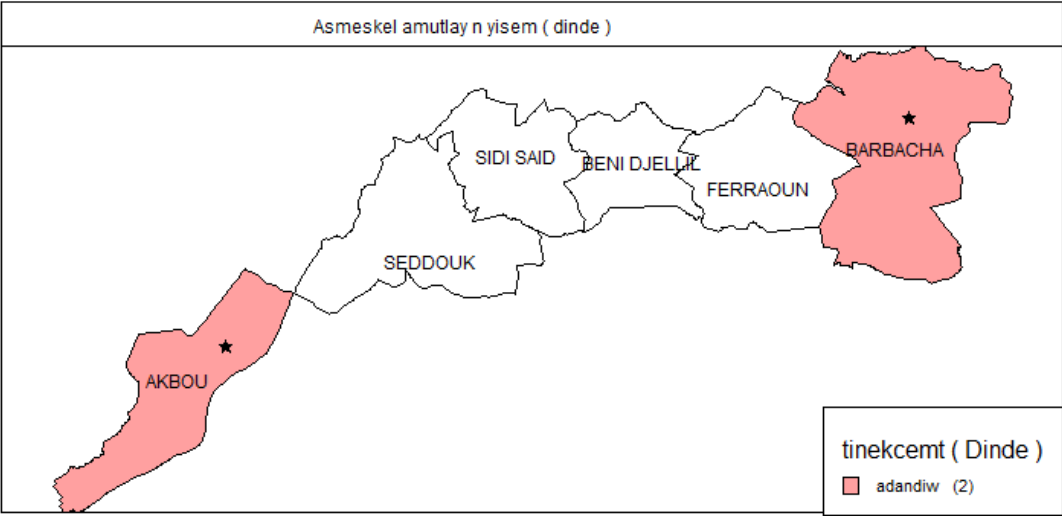 Asmeskel amutlay n yisem ( dinde )
BARBACHA
SIDI SAID
BENI DJELLIL
FERRAOUN
SEDDOUK
AKBOU
tinekcemt ( Dinde )
adandiw (2)